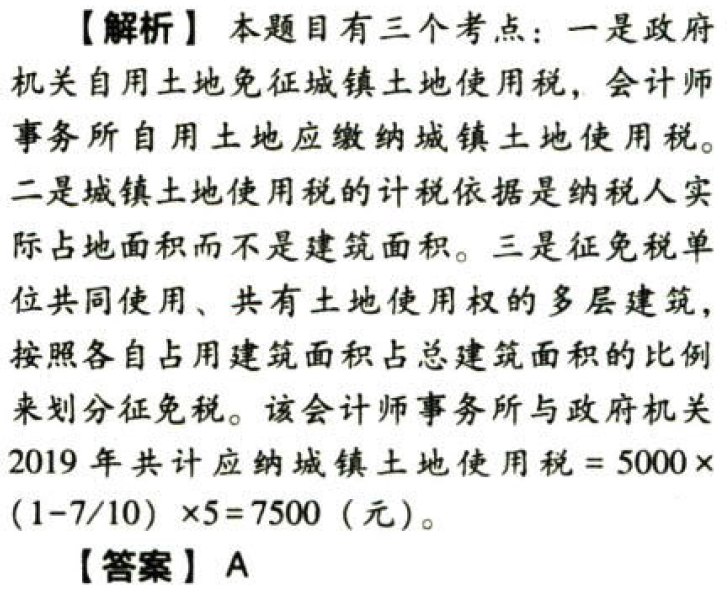 【解析】 本题目有三个考点：一是政府
机关自用土地免征城镇土地使用税，会计师
事务所自用土地应缴纳城镇土地使用税。
二是城镇土地使用税的计税依据是纳税人实
际占地面积而不是建筑面积。三是征免税单
位共同使用、共有土地使用权的多层建筑，
按照各自占用建筑面积占总建筑面积的比例
来划分征免税。该会计师事务所与政府机关
2019 年共计应纳城镇土地使用税 = 5000×
(1-7/10) ×5=7500（元）。
【答案】 A